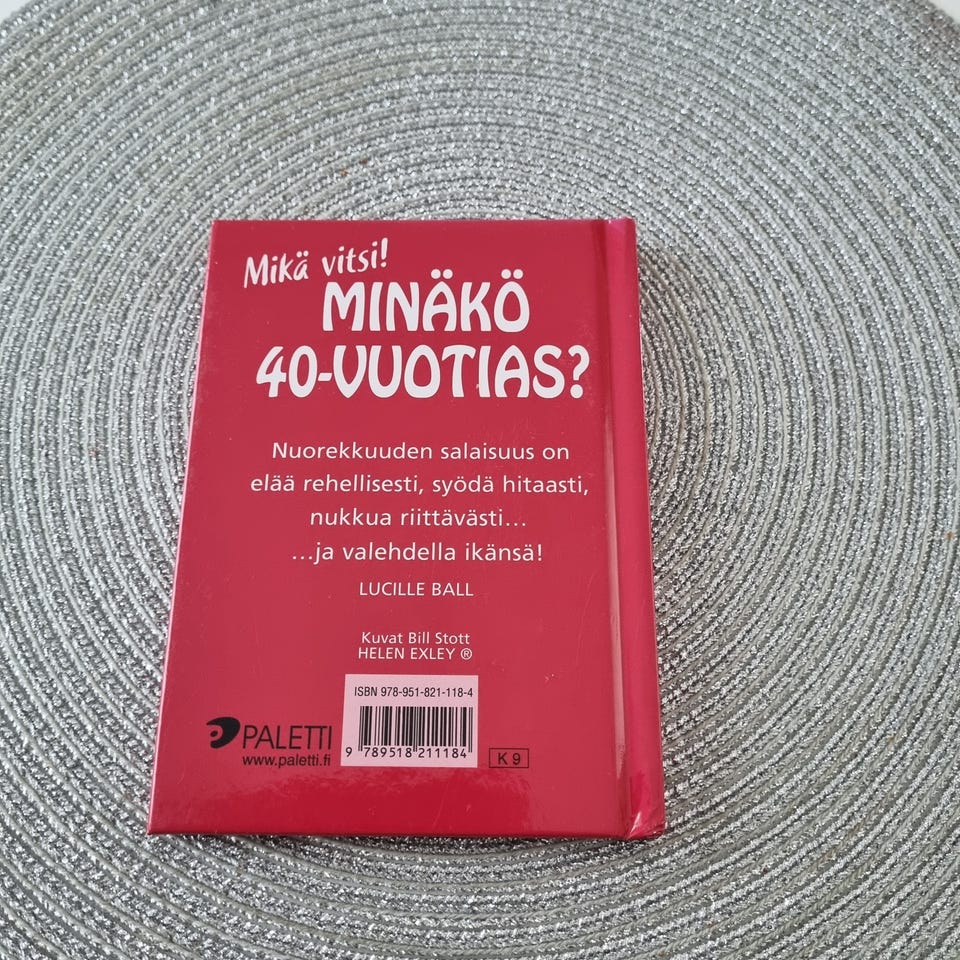 Mikä vitsi!
MINÄKÖ
40-VUOTIAS?
Nuorekkuuden salaisuus on
elää rehellisesti, syödä hitaasti,
nukkua riittävästi...
...ja valehdella ikänsä!
LUCILLE BALL
Kuvat Bill Stott
HELEN EXLEY ®
ISBN 978-951-821-118-4
9 789518 211184
PALETTI
www.paletti.fi
K 9